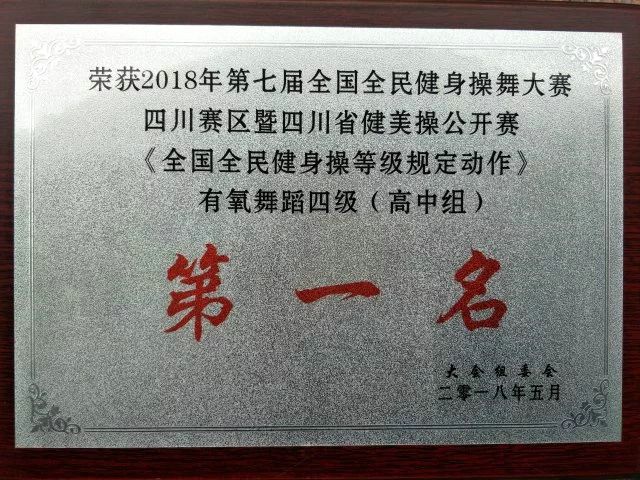 荣获2018年第七届全国全民健身操舞大赛
四川赛区暨四川省健美操公开赛
《全国全民健身操等级规定动作》
有氧舞蹈四级（高中组）
第一名
大会组委会
二零一八年五月